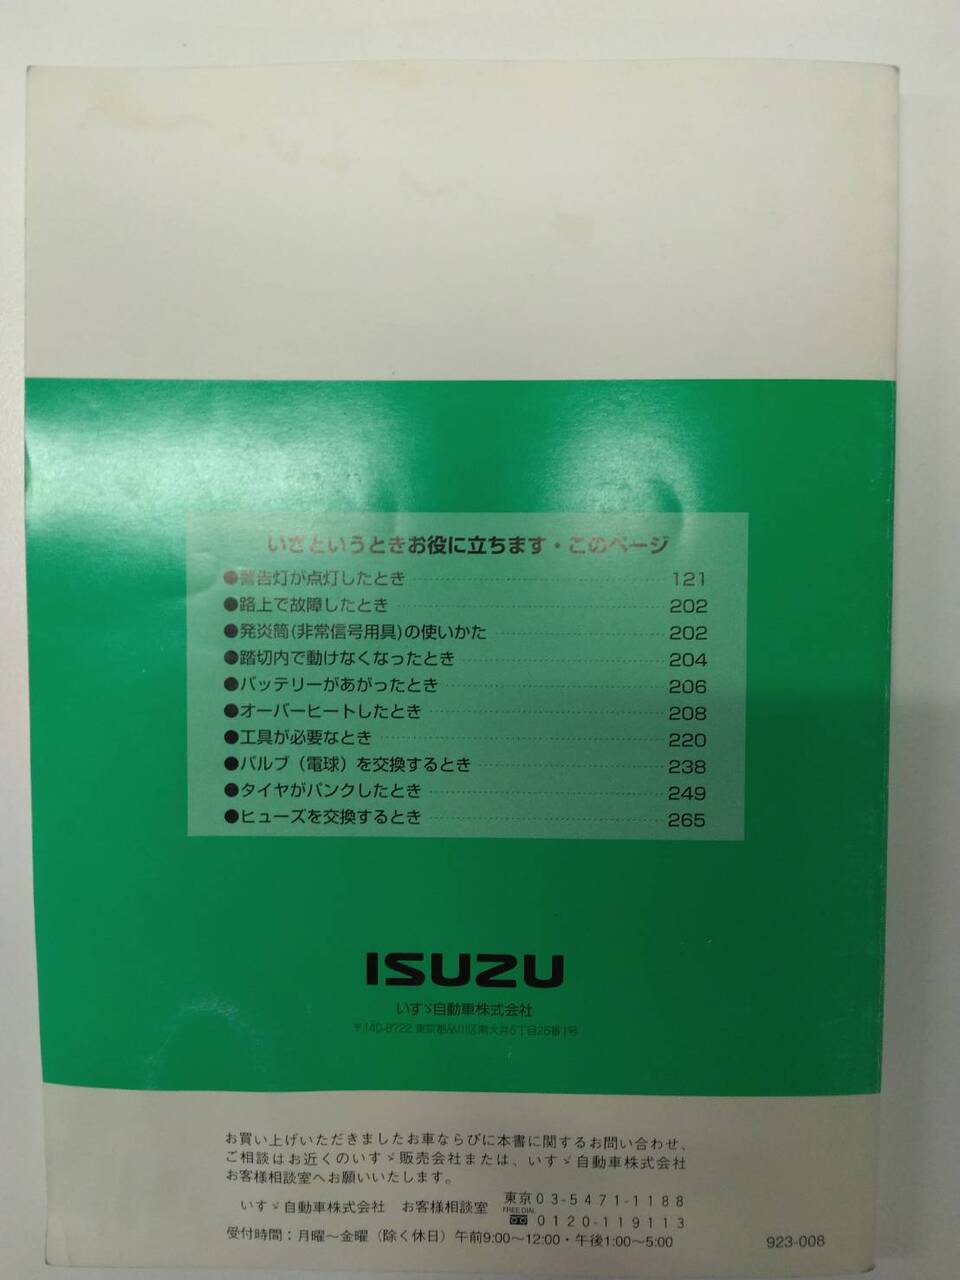 いざというときお役に立ちます・このページ
●警告灯が点灯したとき 121
●路上で故障したとき 202
●発炎筒(非常信号用具)の使いかた 202
●踏切内で動けなくなったとき 204
●バッテリーがあがったとき 206
●オーバーヒートしたとき 208
●工具が必要なとき 220
●バルブ（電球）を交換するとき 238
●タイヤがパンクしたとき 249
●ヒューズを交換するとき 265
ISUZU
いすゞ自動車株式会社
〒140-8722 東京都品川区南大井6丁目26番1号
お買い上げいただきましたお車ならびに本書に関するお問い合わせ、
ご相談はお近くのいすゞ販売会社または、いすゞ自動車株式会社
お客様相談室へお願いいたします。
いすゞ自動車株式会社 お客様相談室 東京03-5471-1188
FREE DIAL 0120-119113
受付時間：月曜～金曜（除く休日）午前9:00～12:00・午後1:00～5:00
923-008